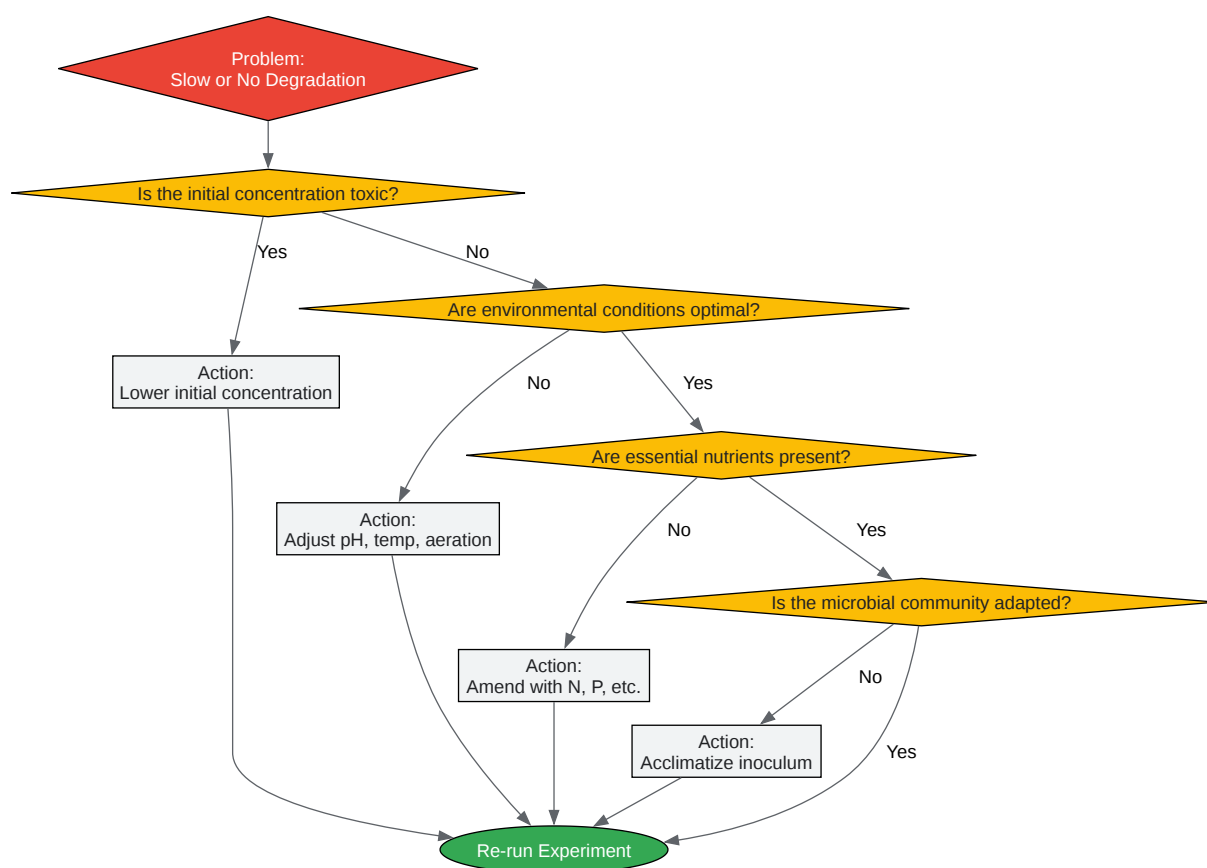 Problem:
Slow or No Degradation
Is the initial concentration toxic?
Yes
No
Are environmental conditions optimal?
Action:
Lower initial concentration
No
Yes
Are essential nutrients present?
Action:
Adjust pH, temp, aeration
No
Yes
Is the microbial community adapted?
Action:
Amend with N, P, etc.
No
Action:
Acclimatize inoculum
Yes
Re-run Experiment